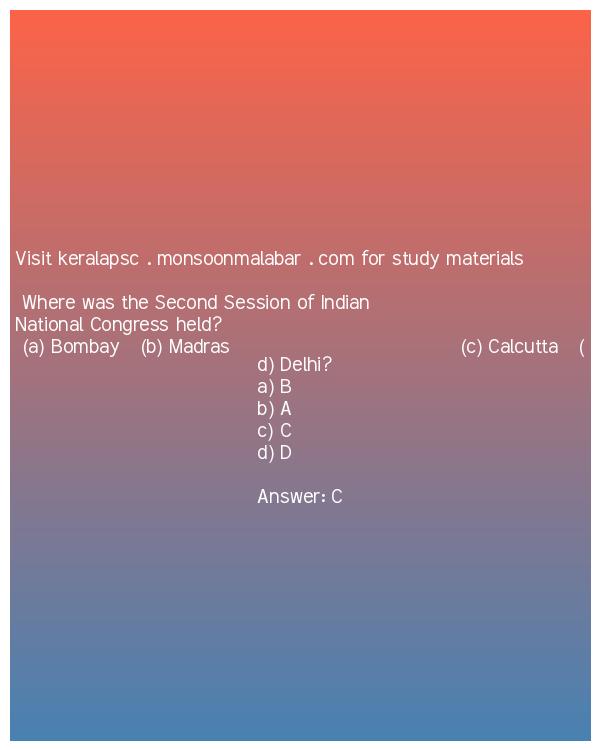 Visit keralapsc . monsoonmalabar . com for study materials
Where was the Second Session of Indian
National Congress held?
(a) Bombay (b) Madras (c) Calcutta (
d) Delhi?
a) B
b) A
c) C
d) D
Answer: C